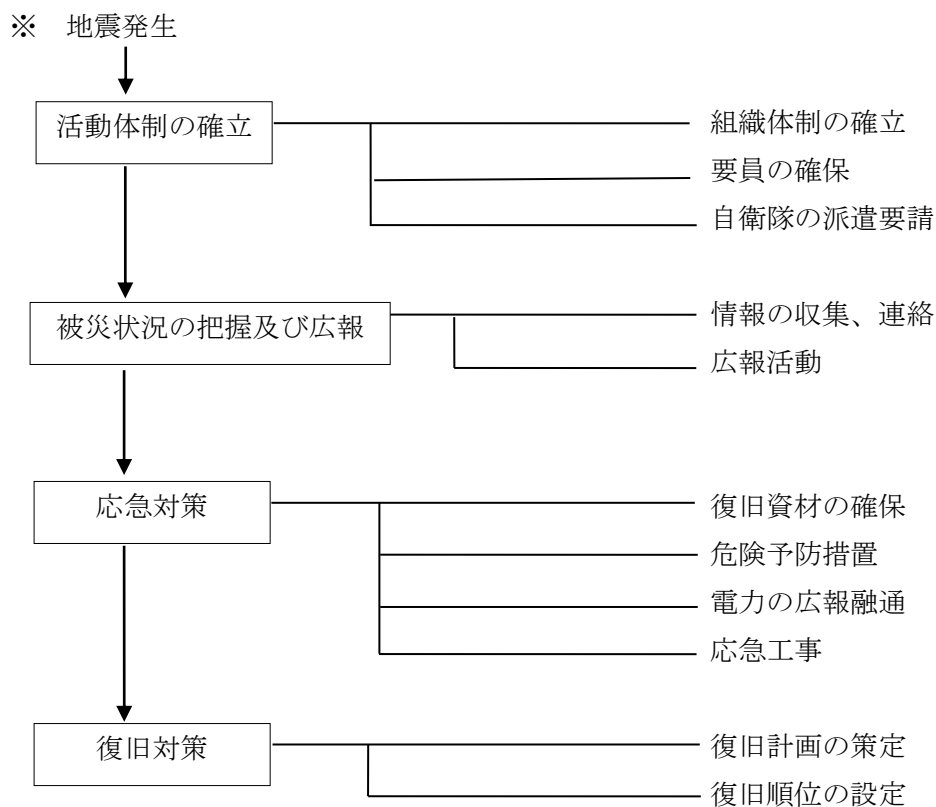 ※　地震発生
活動体制の確立
組織体制の確立
要員の確保
自衛隊の派遣要請
被災状況の把握及び広報
情報の収集、連絡
広報活動
応急対策
復旧資材の確保
危険予防措置
電力の広報融通
応急工事
復旧対策
復旧計画の策定
復旧順位の設定